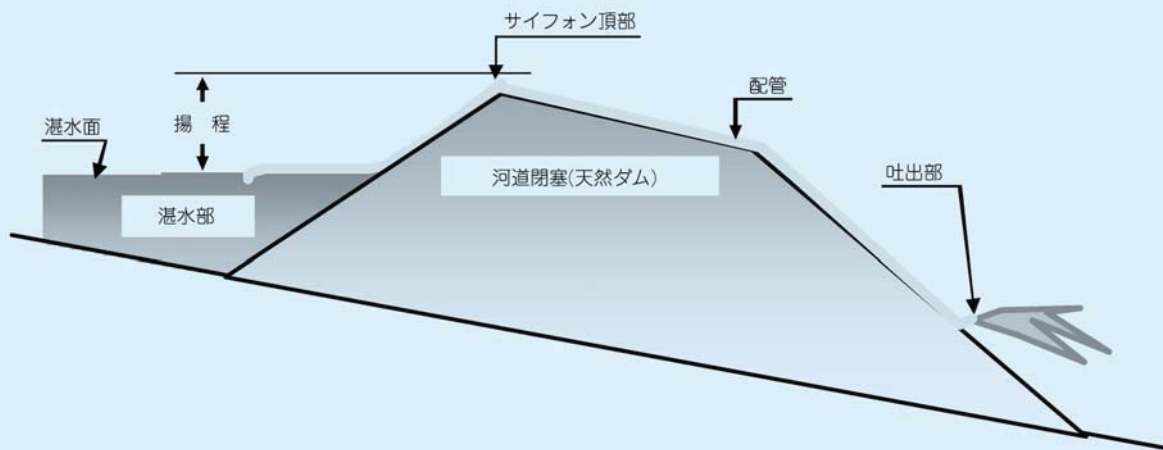 サイフォン頂部
配管
湛水面
揚 程
河道閉塞(天然ダム)
吐出部
湛水部